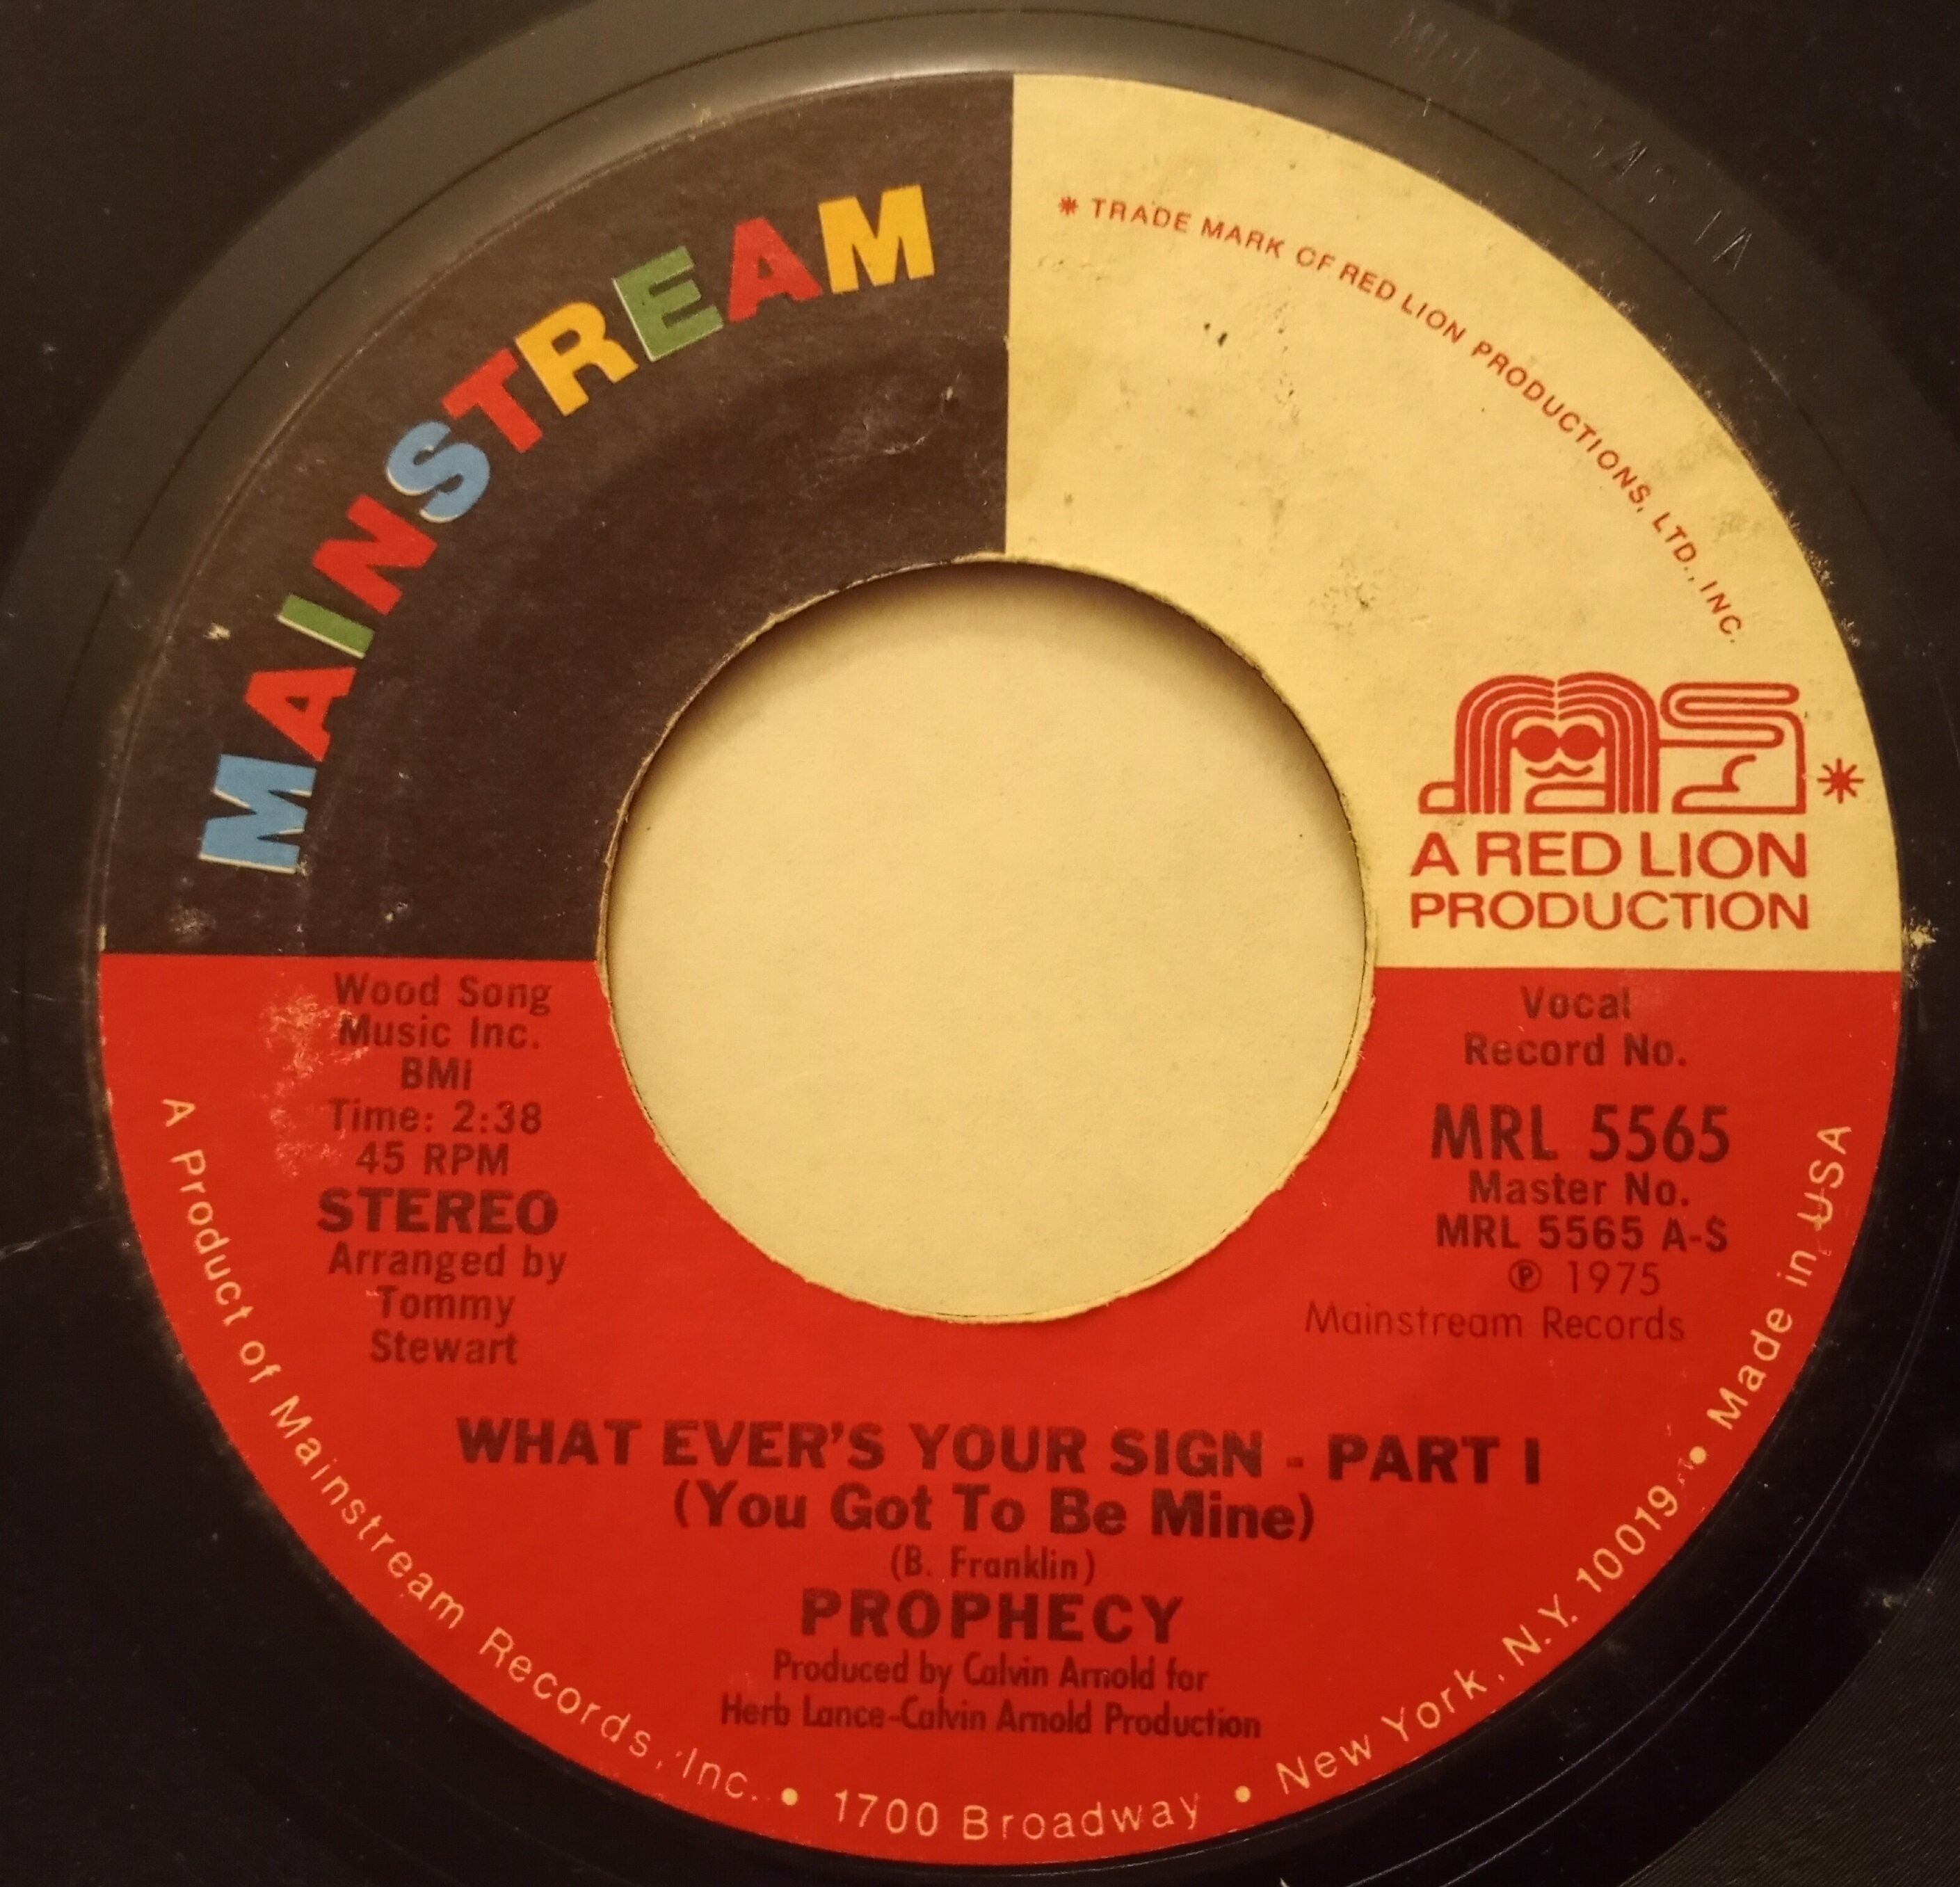 MAINSTREAM
* TRADE MARK OF RED LION PRODUCTIONS, LTD., INC.
*
A RED LION
PRODUCTION
Wood Song
Music Inc.
BMI
Time: 2:38
45 RPM
STEREO
Arranged by
Tommy
Stewart
Vocal
Record No.
MRL 5565
Master No.
MRL 5565 A-S
℗ 1975
Mainstream Records
WHAT EVER'S YOUR SIGN - PART I
(You Got To Be Mine)
(B. Franklin)
PROPHECY
Produced by Calvin Arnold for
Herb Lance-Calvin Arnold Production
A Product of Mainstream Records, Inc. • 1700 Broadway • New York, N.Y. 10019 • Made in USA